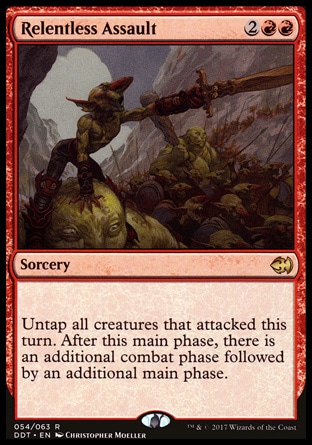 Relentless Assault 2
Sorcery
Untap all creatures that attacked this
turn. After this main phase, there is
an additional combat phase followed
by an additional main phase.
054/063 R
DDT • EN Christopher Moeller
™ & © 2017 Wizards of the Coast